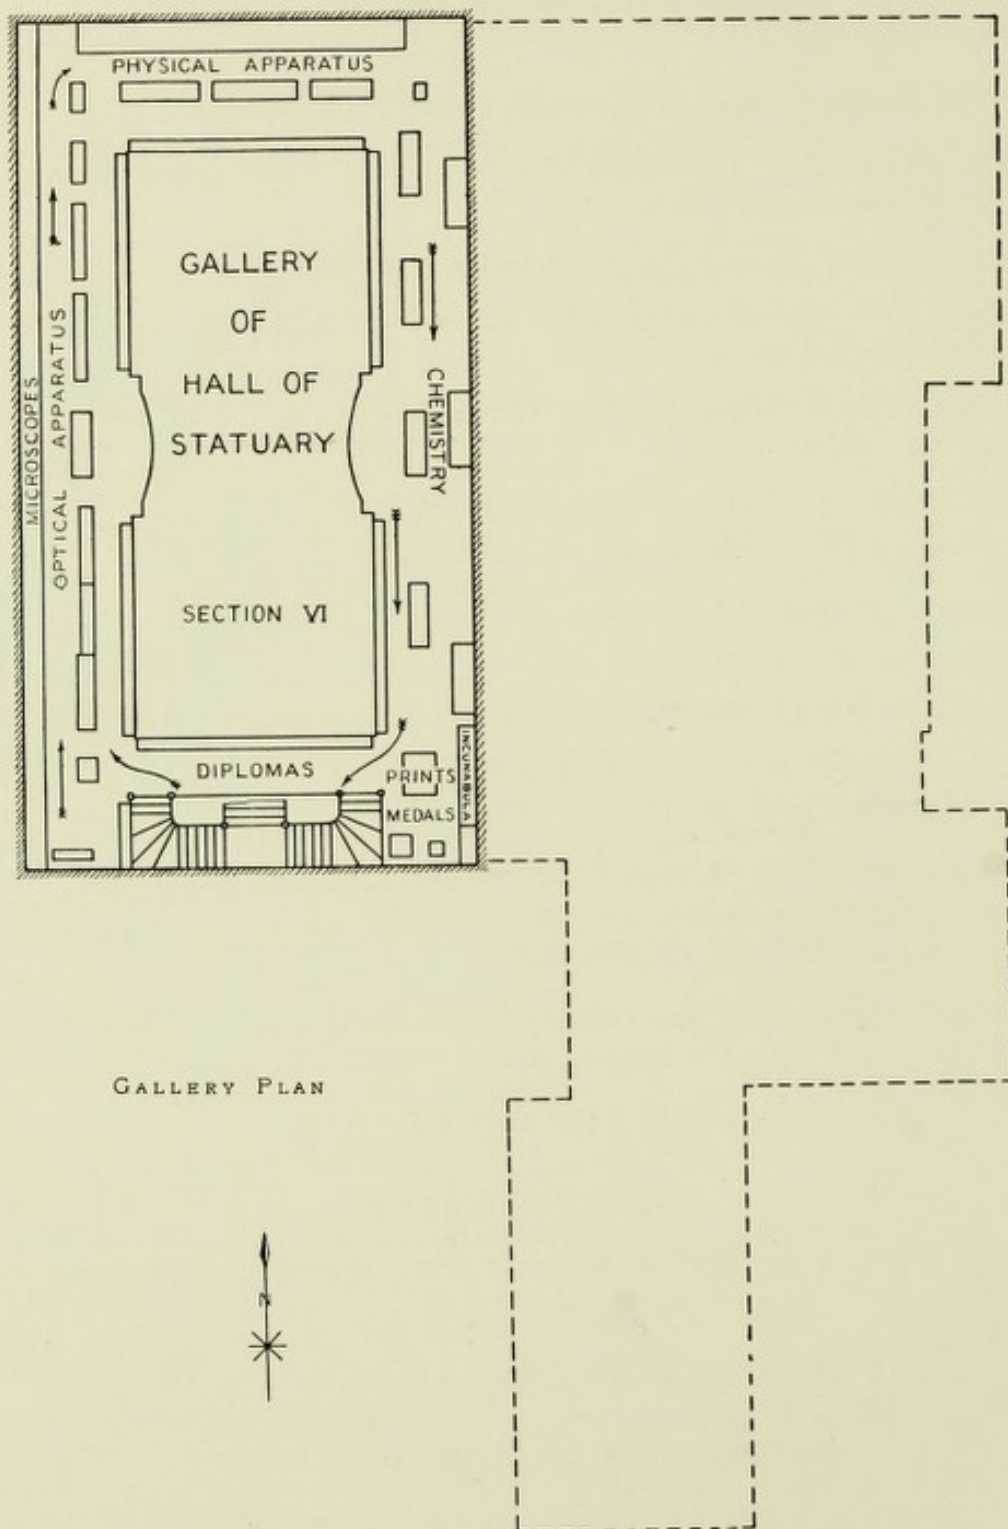 PHYSICAL APPARATUS
GALLERY
OF
HALL OF
STATUARY
SECTION VI
MICROSCOPES
OPTICAL APPARATUS
CHEMISTRY
DIPLOMAS
PRINTS
MEDALS
INCUNABULA
GALLERY PLAN
N